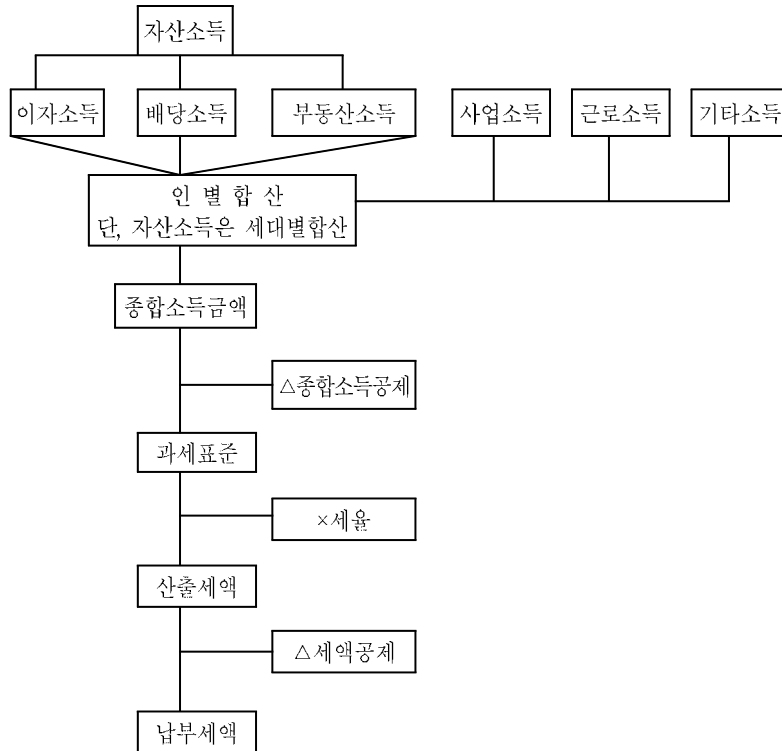 자산소득
이자소득 배당소득 부동산소득 사업소득 근로소득 기타소득
인 별 합 산
단, 자산소득은 세대별합산
종합소득금액
△종합소득공제
과세표준
×세율
산출세액
△세액공제
납부세액